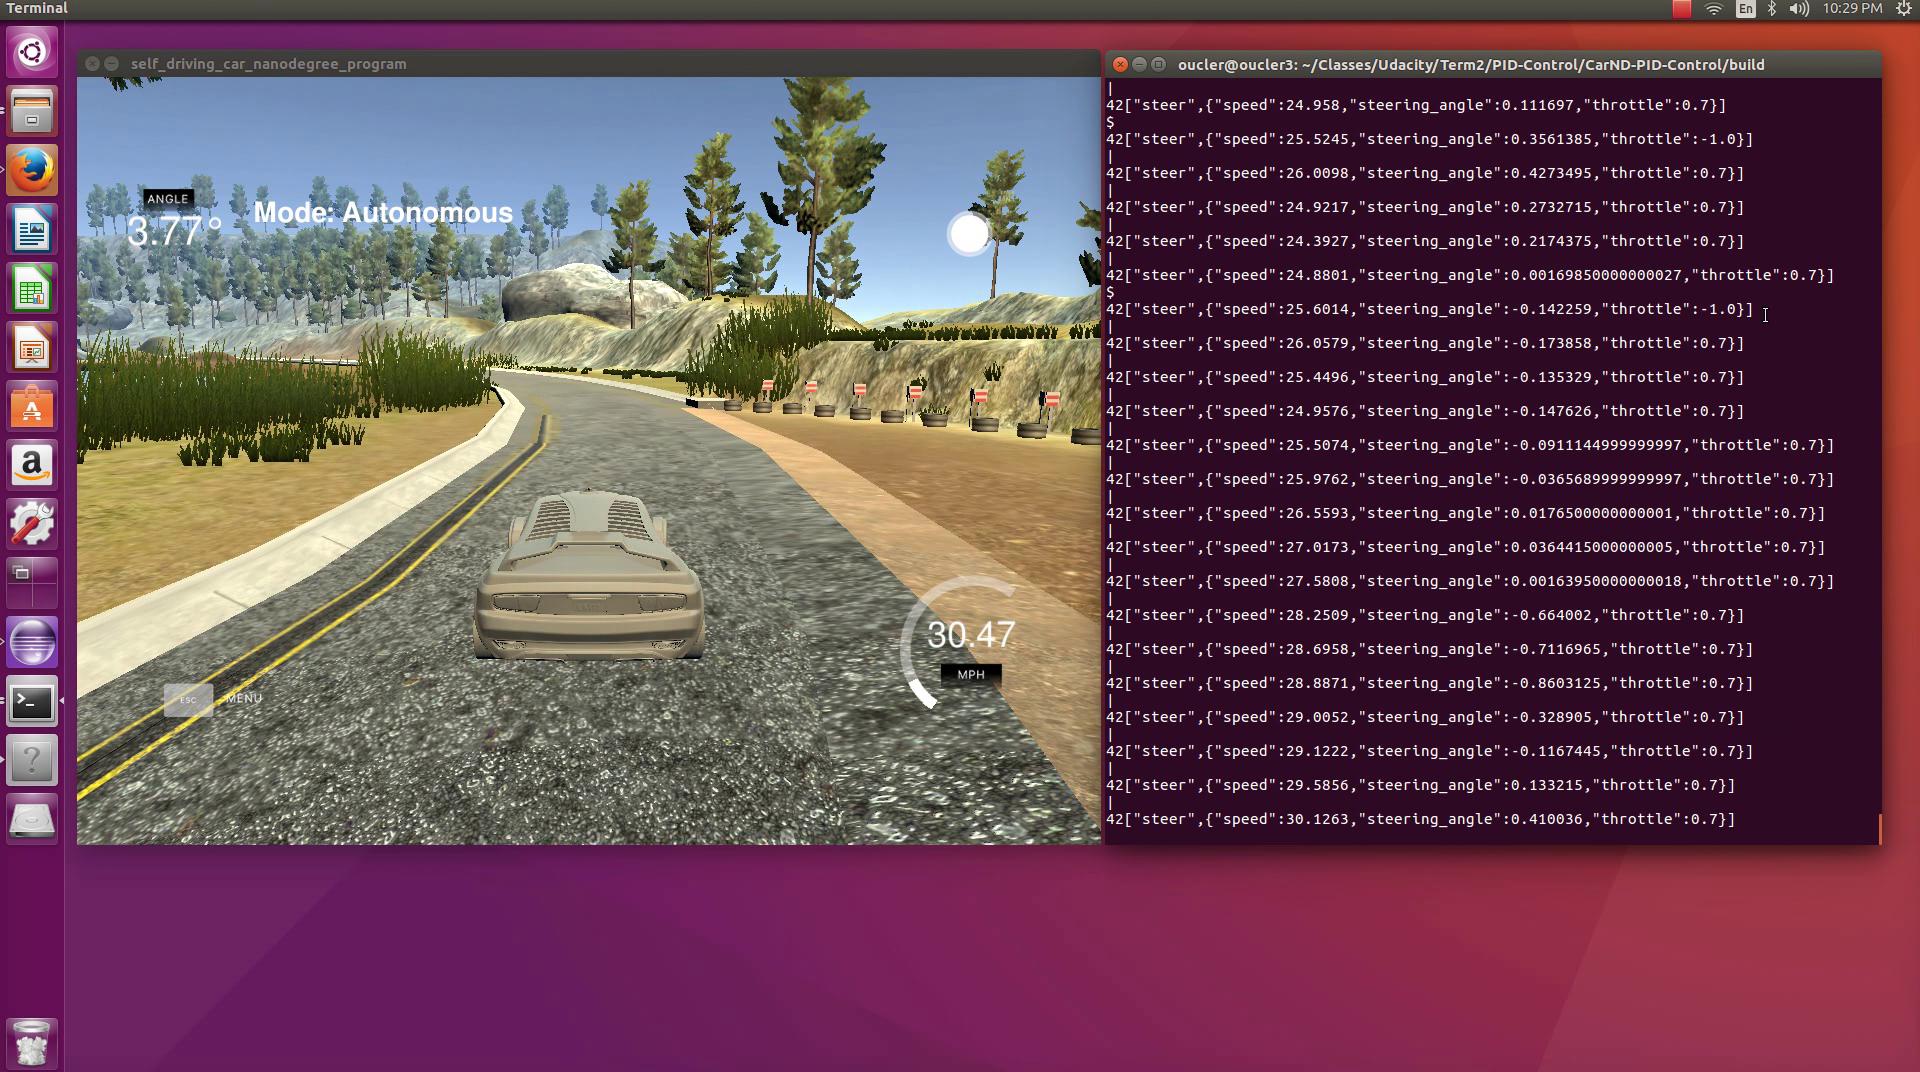 Terminal
En
10:29 PM
self_driving_car_nanodegree_program
ANGLE
3.77°
Mode: Autonomous
30.47
MPH
ESC
MENU
a
>_
?
oucler@oucler3: ~/Classes/Udacity/Term2/PID-Control/CarND-PID-Control/build
|
42["steer",{"speed":24.958,"steering_angle":0.111697,"throttle":0.7}]
$
42["steer",{"speed":25.5245,"steering_angle":0.3561385,"throttle":-1.0}]
|
42["steer",{"speed":26.0098,"steering_angle":0.4273495,"throttle":0.7}]
|
42["steer",{"speed":24.9217,"steering_angle":0.2732715,"throttle":0.7}]
|
42["steer",{"speed":24.3927,"steering_angle":0.2174375,"throttle":0.7}]
|
42["steer",{"speed":24.8801,"steering_angle":0.00169850000000027,"throttle":0.7}]
$
42["steer",{"speed":25.6014,"steering_angle":-0.142259,"throttle":-1.0}]
|
42["steer",{"speed":26.0579,"steering_angle":-0.173858,"throttle":0.7}]
|
42["steer",{"speed":25.4496,"steering_angle":-0.135329,"throttle":0.7}]
|
42["steer",{"speed":24.9576,"steering_angle":-0.147626,"throttle":0.7}]
|
42["steer",{"speed":25.5074,"steering_angle":-0.0911144999999997,"throttle":0.7}]
|
42["steer",{"speed":25.9762,"steering_angle":-0.0365689999999997,"throttle":0.7}]
|
42["steer",{"speed":26.5593,"steering_angle":0.0176500000000001,"throttle":0.7}]
|
42["steer",{"speed":27.0173,"steering_angle":0.0364415000000005,"throttle":0.7}]
|
42["steer",{"speed":27.5808,"steering_angle":0.00163950000000018,"throttle":0.7}]
|
42["steer",{"speed":28.2509,"steering_angle":-0.664002,"throttle":0.7}]
|
42["steer",{"speed":28.6958,"steering_angle":-0.7116965,"throttle":0.7}]
|
42["steer",{"speed":28.8871,"steering_angle":-0.8603125,"throttle":0.7}]
|
42["steer",{"speed":29.0052,"steering_angle":-0.328905,"throttle":0.7}]
|
42["steer",{"speed":29.1222,"steering_angle":-0.1167445,"throttle":0.7}]
|
42["steer",{"speed":29.5856,"steering_angle":0.133215,"throttle":0.7}]
|
42["steer",{"speed":30.1263,"steering_angle":0.410036,"throttle":0.7}]